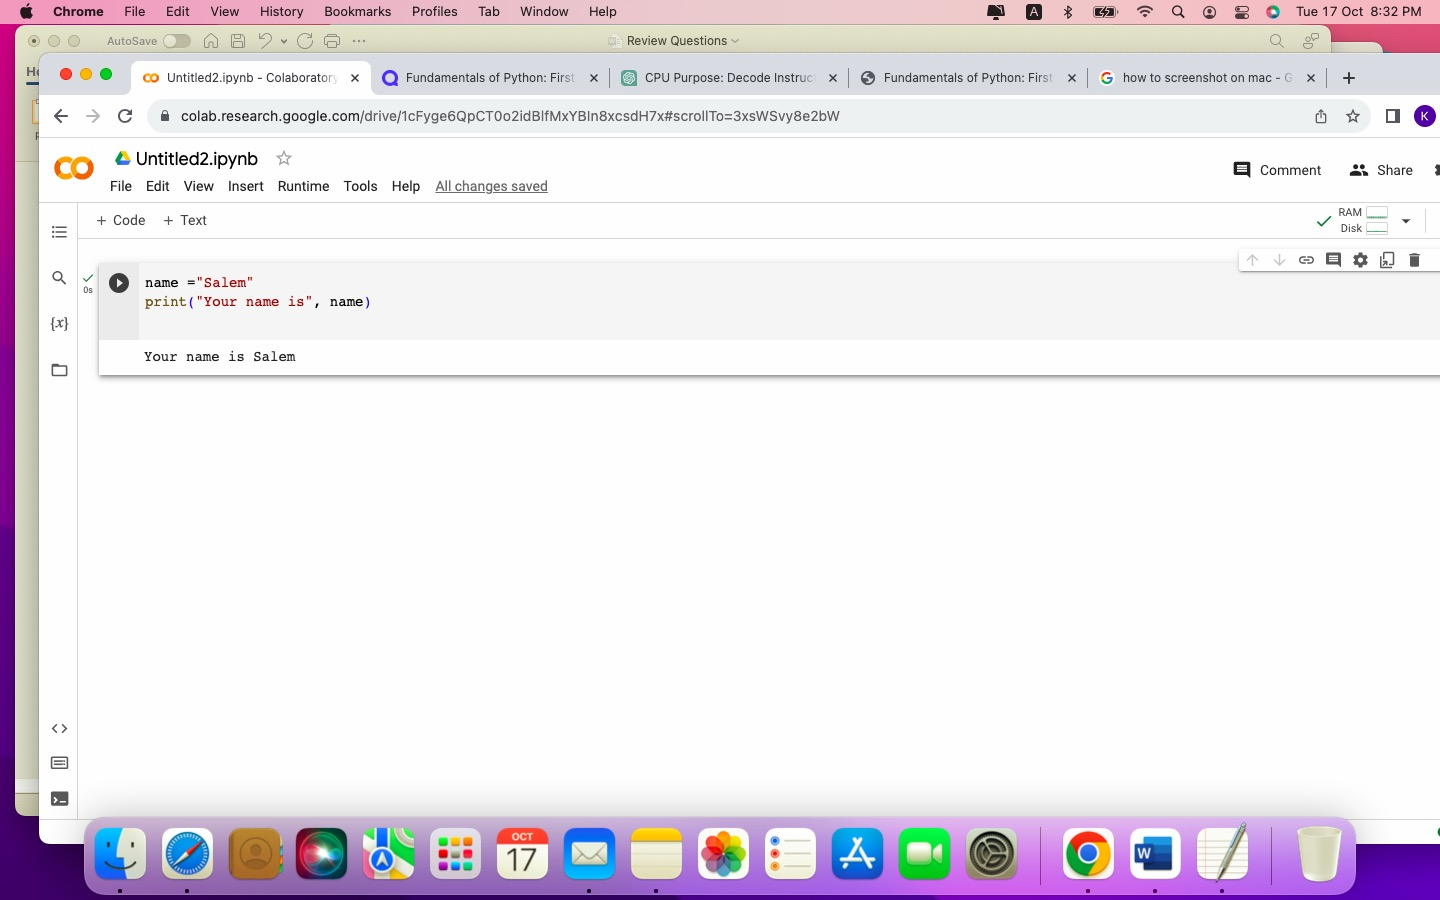 Chrome File Edit View History Bookmarks Profiles Tab Window Help A Tue 17 Oct 8:32 PM
AutoSave Review Questions
Untitled2.ipynb - Colaboratory Fundamentals of Python: First CPU Purpose: Decode Instruc Fundamentals of Python: First how to screenshot on mac - G
colab.research.google.com/drive/1cFyge6QpCT0o2idBlfMxYBIn8xcsdH7x#scrollTo=3xsWSvy8e2bW K
Untitled2.ipynb
Comment Share
File Edit View Insert Runtime Tools Help All changes saved
+ Code + Text
RAM
Disk
0s
name ="Salem"
print("Your name is", name)
{x}
Your name is Salem
OCT
17
W